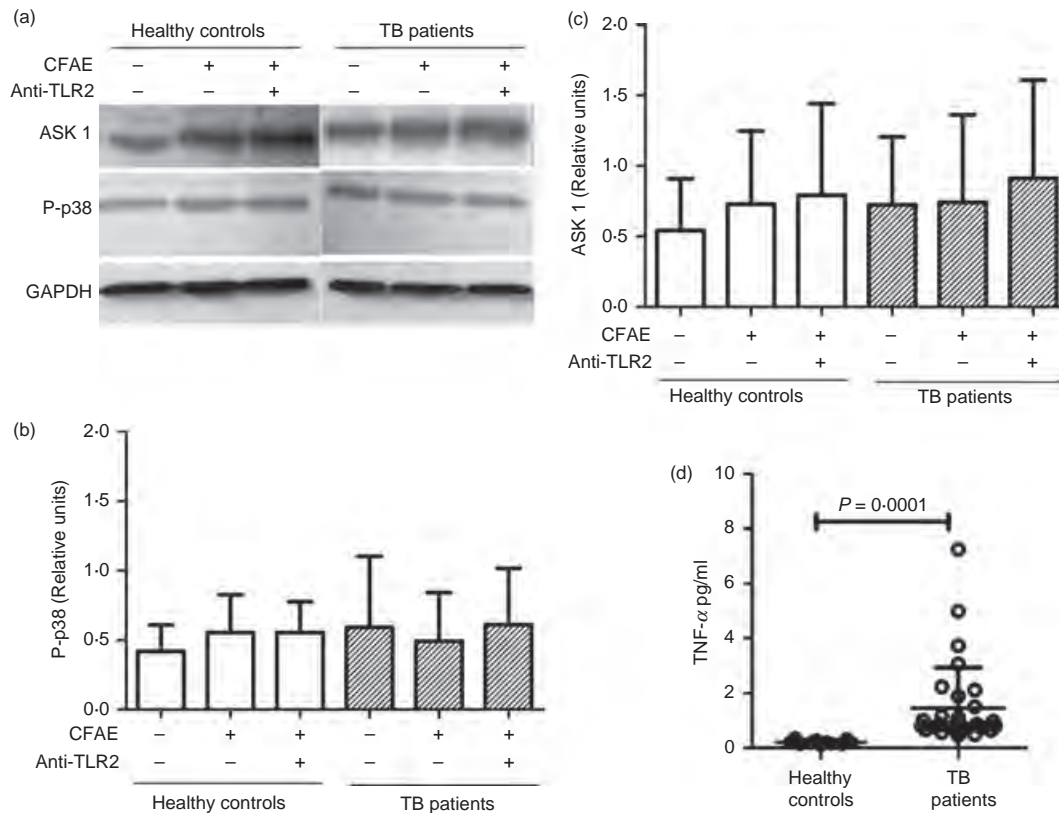 (a)
Healthy controls TB patients
CFAE – + + – + +
Anti-TLR2 – – + – – +
ASK 1
P-p38
GAPDH
(b)
2·0
1·5
1·0
0·5
0·0
P-p38 (Relative units)
CFAE – + + – + +
Anti-TLR2 – – + – – +
Healthy controls TB patients
(c)
2·0
1·5
1·0
0·5
0·0
ASK 1 (Relative units)
CFAE – + + – + +
Anti-TLR2 – – + – – +
Healthy controls TB patients
(d)
10
8
6
4
2
0
TNF-α pg/ml
P = 0·0001
Healthy controls
TB patients